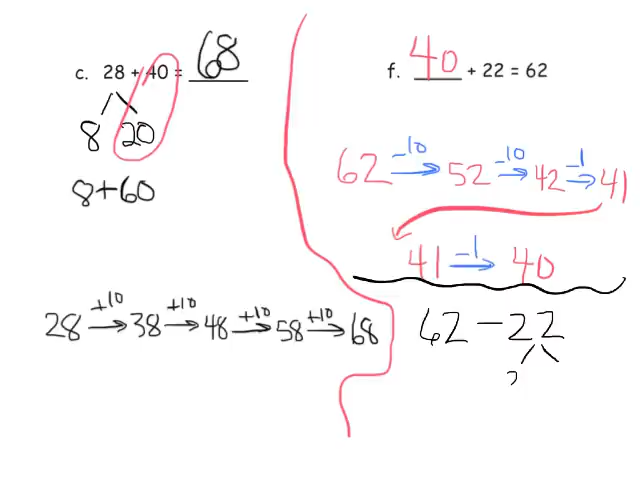 c. 28 + 40 = 68
8 20
8+60
+10 +10 +10 +10
28 → 38 → 48 → 58 → 68
f. 40 + 22 = 62
-10 -10 -1
62 → 52 → 42 → 41
-1
41 → 40
62 - 22